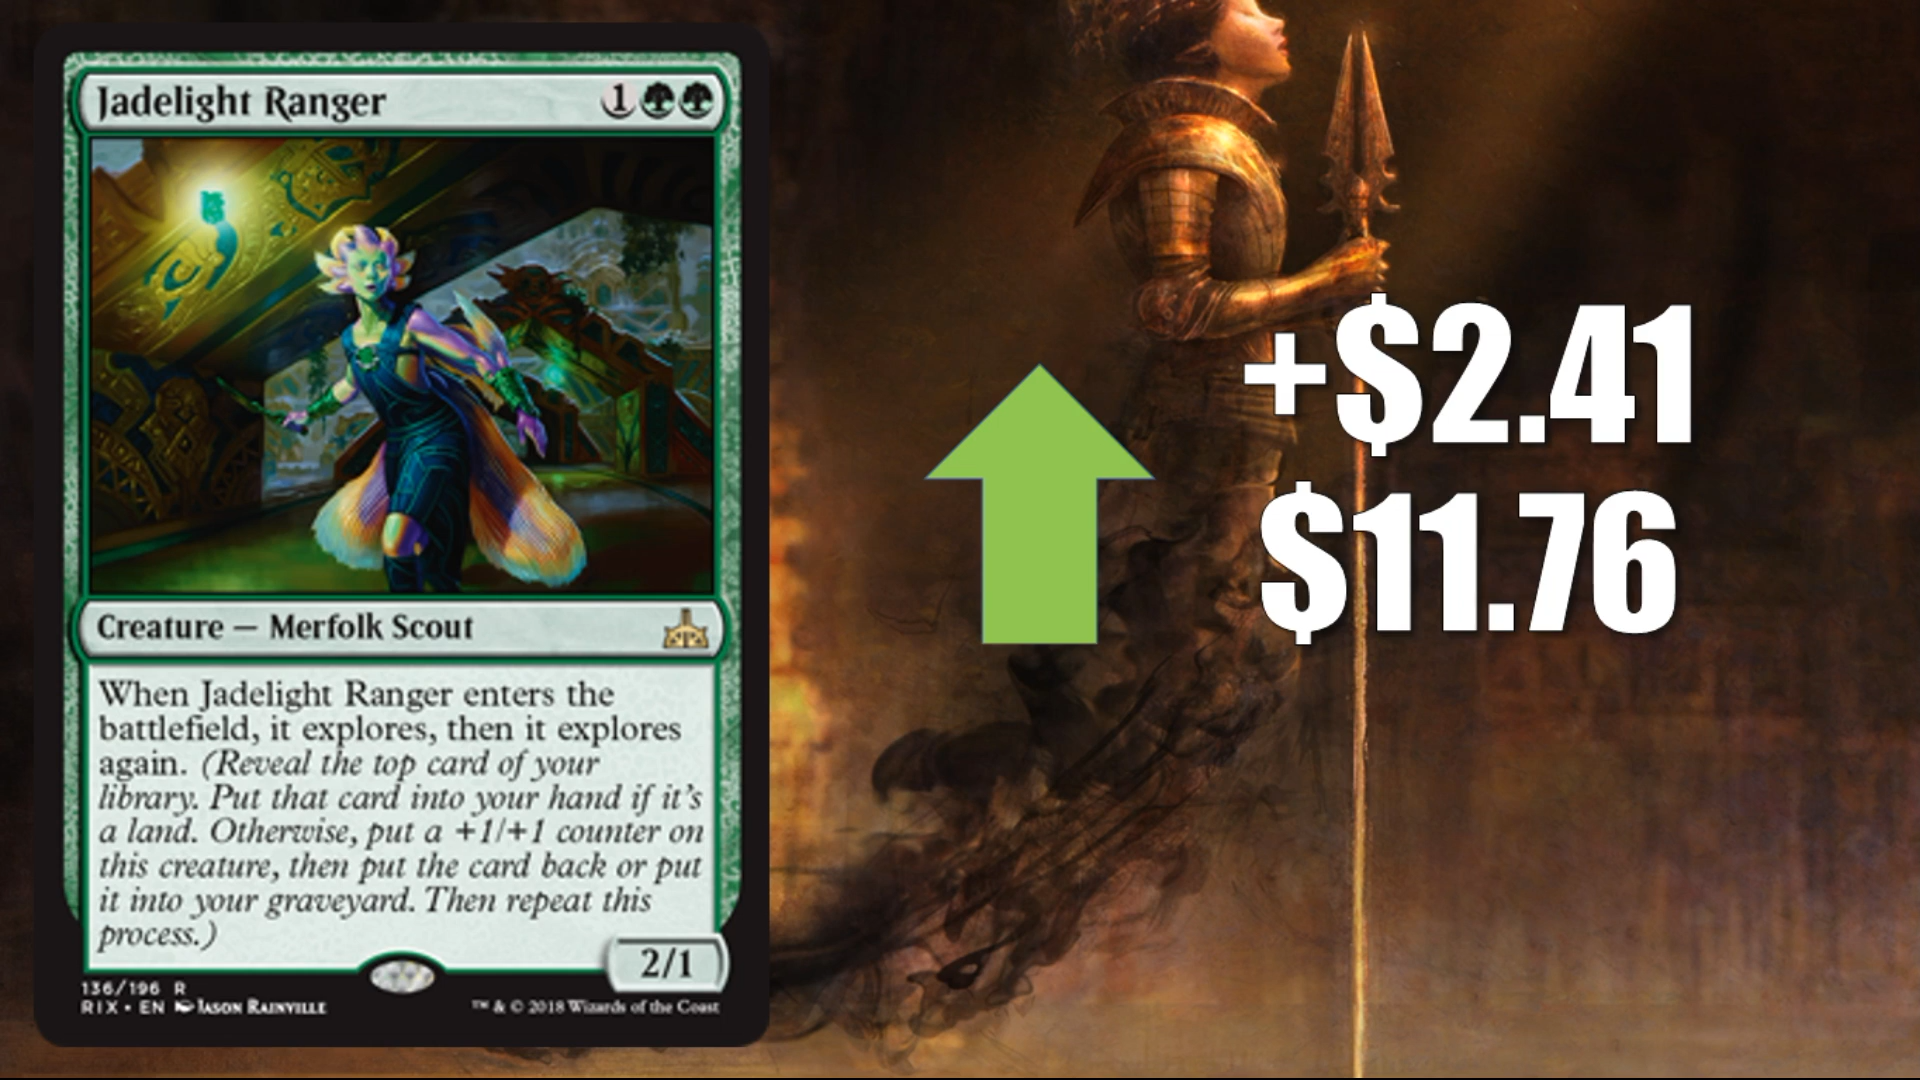 Jadelight Ranger 1
When Jadelight Ranger enters the
battlefield, it explores, then it explores
again. (Reveal the top card of your
library. Put that card into your hand if it's
a land. Otherwise, put a +1/+1 counter on
this creature, then put the card back or put
it into your graveyard. Then repeat this
process.)
Creature — Merfolk Scout
2/1
136/196 R
RIX • EN Jason Rainville
™ & © 2018 Wizards of the Coast
+$2.41
$11.76